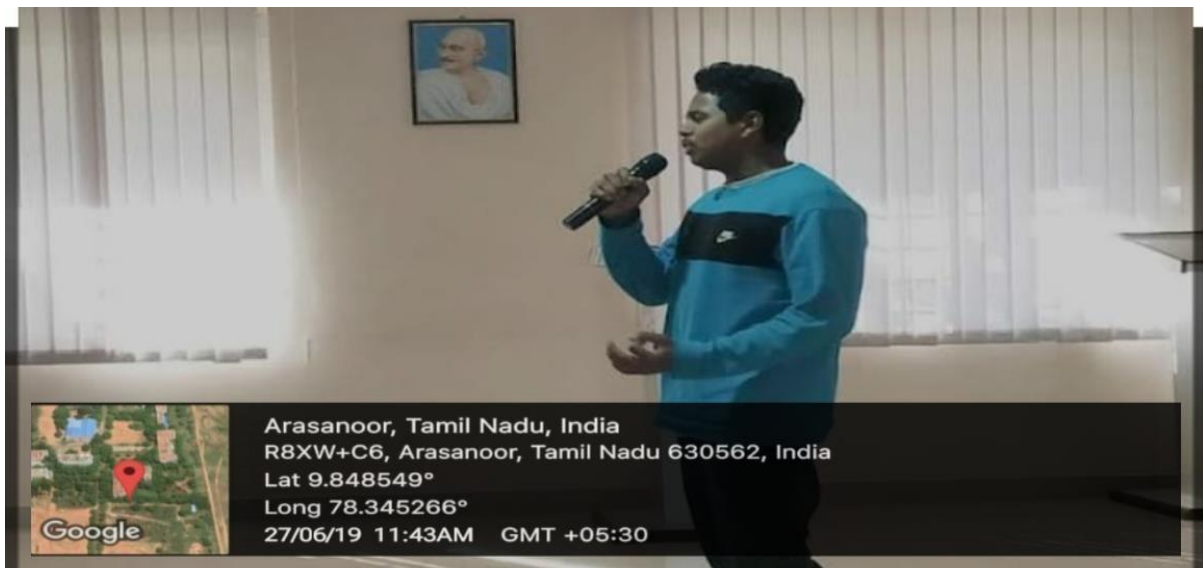 Arasanoor, Tamil Nadu, India
R8XW+C6, Arasanoor, Tamil Nadu 630562, India
Lat 9.848549°
Long 78.345266°
27/06/19 11:43AM GMT +05:30
Google